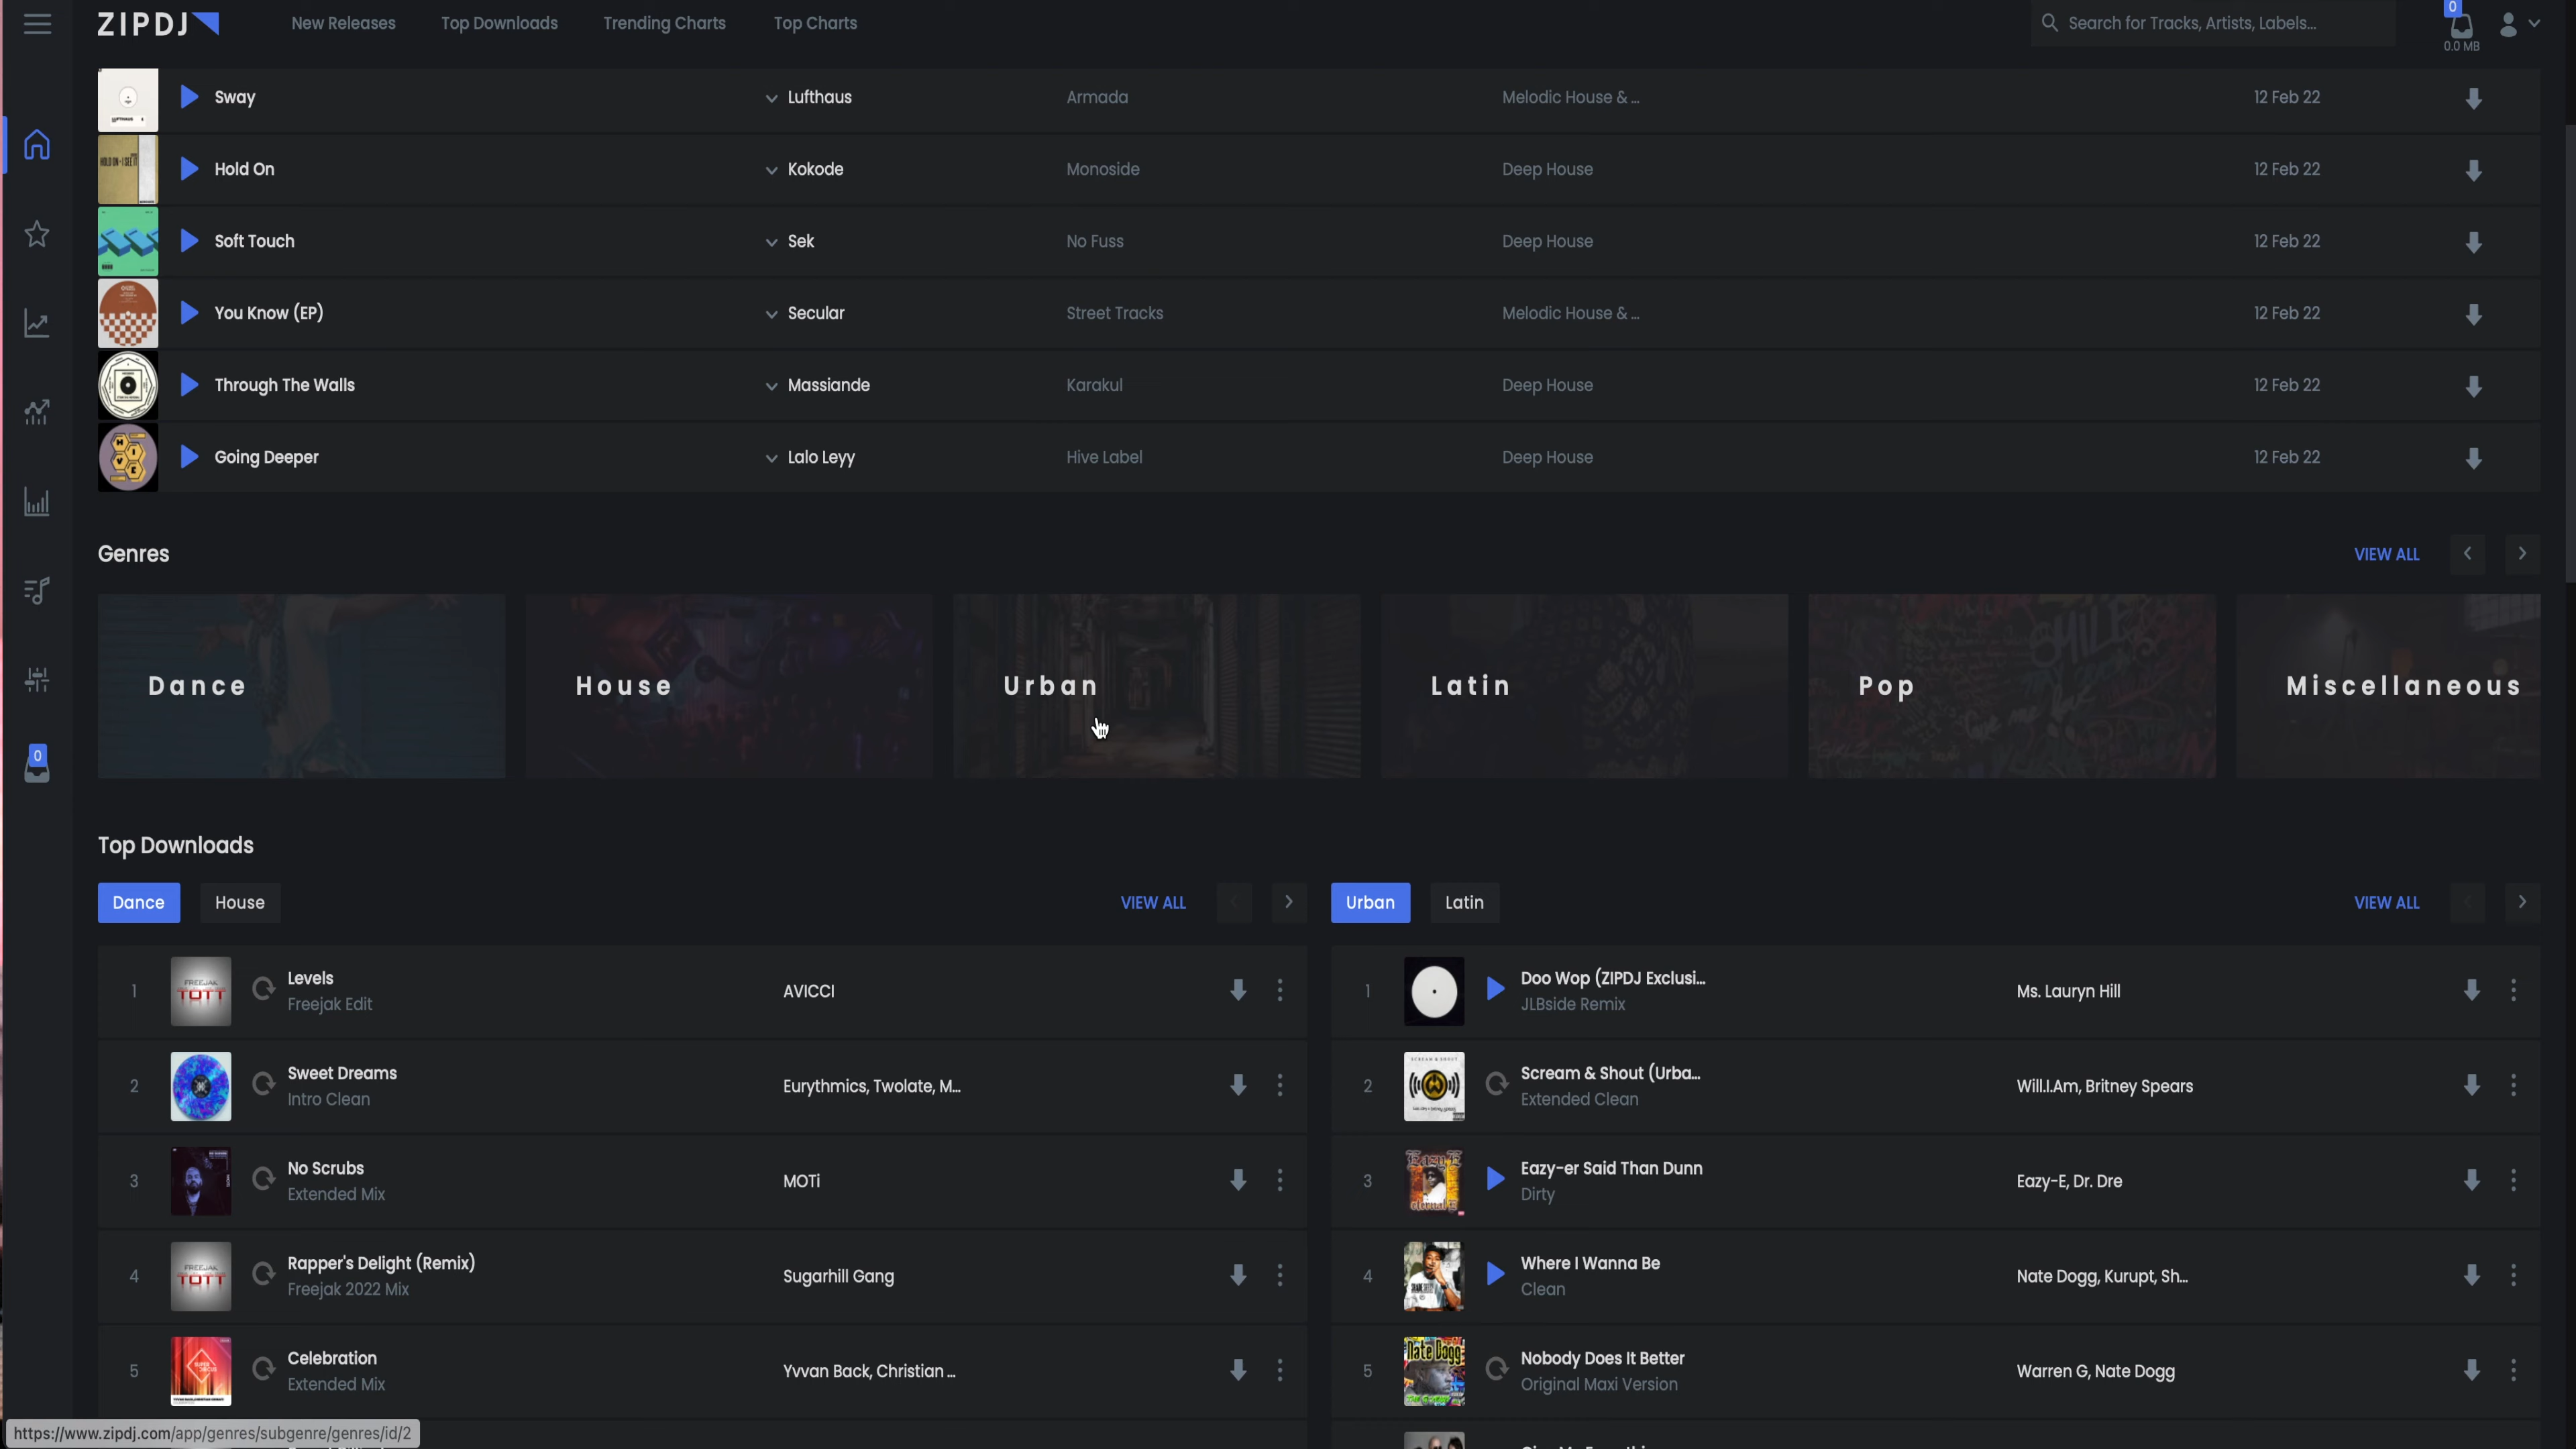 ZIPDJ
New Releases
Top Downloads
Trending Charts
Top Charts
Search for Tracks, Artists, Labels...
0
0.0 MB
Sway
Lufthaus
Armada
Melodic House & ...
12 Feb 22
Hold On
Kokode
Monoside
Deep House
12 Feb 22
Soft Touch
Sek
No Fuss
Deep House
12 Feb 22
You Know (EP)
Secular
Street Tracks
Melodic House & ...
12 Feb 22
Through The Walls
Massiande
Karakul
Deep House
12 Feb 22
Going Deeper
Lalo Leyy
Hive Label
Deep House
12 Feb 22
Genres
VIEW ALL
Dance
House
Urban
Latin
Pop
Miscellaneous
0
Top Downloads
Dance
House
VIEW ALL
1
FREEJAK
TOTT
Levels
Freejak Edit
AVICCI
2
Sweet Dreams
Intro Clean
Eurythmics, Twolate, M...
3
No Scrubs
Extended Mix
MOTi
4
FREEJAK
TOTT
Rapper's Delight (Remix)
Freejak 2022 Mix
Sugarhill Gang
5
Celebration
Extended Mix
Yvvan Back, Christian ...
Urban
Latin
VIEW ALL
1
Doo Wop (ZIPDJ Exclusi...
JLBside Remix
Ms. Lauryn Hill
2
SCREAM & SHOUT
Scream & Shout (Urba...
Extended Clean
Will.I.Am, Britney Spears
3
Eazy-E
eternal E
Eazy-er Said Than Dunn
Dirty
Eazy-E, Dr. Dre
4
Where I Wanna Be
Clean
Nate Dogg, Kurupt, Sh...
5
Nate Dogg
Nobody Does It Better
Original Maxi Version
Warren G, Nate Dogg
https://www.zipdj.com/app/genres/subgenre/genres/id/2